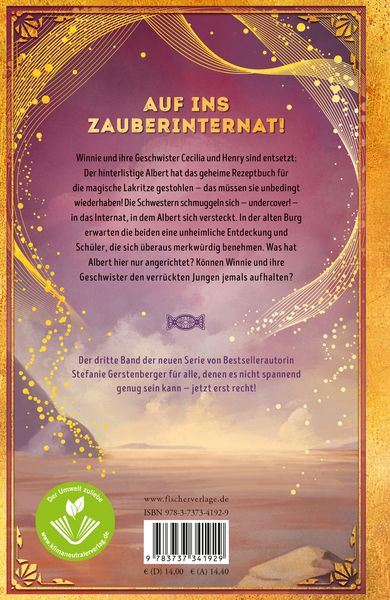 AUF INS
ZAUBERINTERNAT!
Winnie und ihre Geschwister Cecilia und Henry sind entsetzt:
Der hinterlistige Albert hat das geheime Rezeptbuch für
die magische Lakritze gestohlen – das müssen sie unbedingt
wiederhaben! Die Schwestern schmuggeln sich – undercover! –
in das Internat, in dem Albert sich versteckt. In der alten Burg
erwarten die beiden eine unheimliche Entdeckung und
Schüler, die sich überaus merkwürdig benehmen. Was hat
Albert hier nur angerichtet? Können Winnie und ihre
Geschwister den verrückten Jungen jemals aufhalten?
Der dritte Band der neuen Serie von Bestsellerautorin
Stefanie Gerstenberger für alle, denen es nicht spannend
genug sein kann – jetzt erst recht!
Der Umwelt zuliebe
www.klimaneutralerverlag.de
www.fischerverlage.de
ISBN 978-3-7373-4192-9
9 783737 341929
€ (D) 14,00 € (A) 14,40